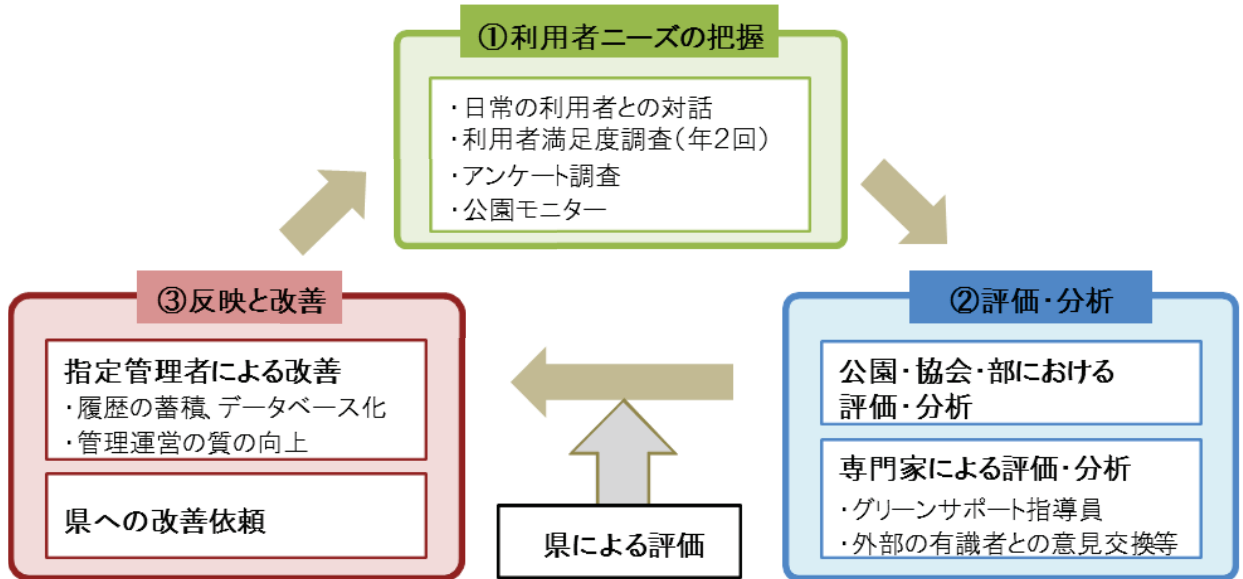 ①利用者ニーズの把握
・日常の利用者との対話
・利用者満足度調査(年2回)
・アンケート調査
・公園モニター
②評価・分析
公園・協会・部における
評価・分析
専門家による評価・分析
・グリーンサポート指導員
・外部の有識者との意見交換等
県による評価
③反映と改善
指定管理者による改善
・履歴の蓄積、データベース化
・管理運営の質の向上
県への改善依頼